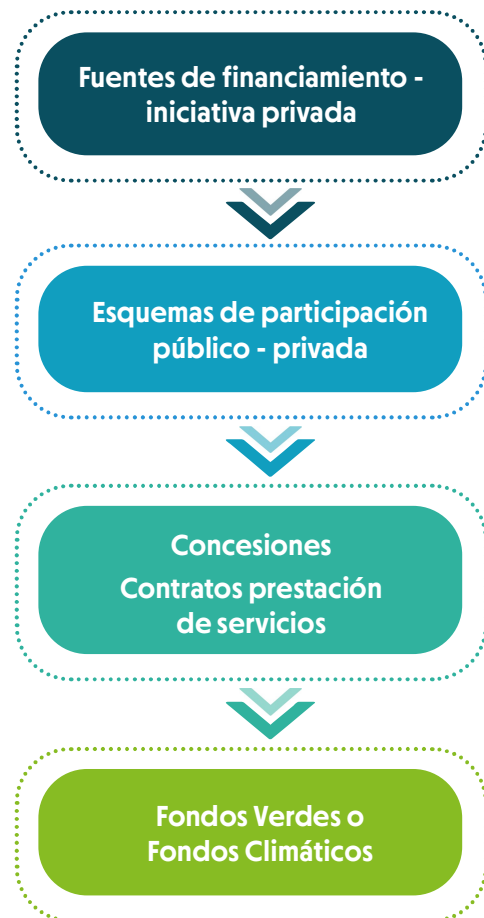 Fuentes de financiamiento -
iniciativa privada
Esquemas de participación
público - privada
Concesiones
Contratos prestación
de servicios
Fondos Verdes o
Fondos Climáticos